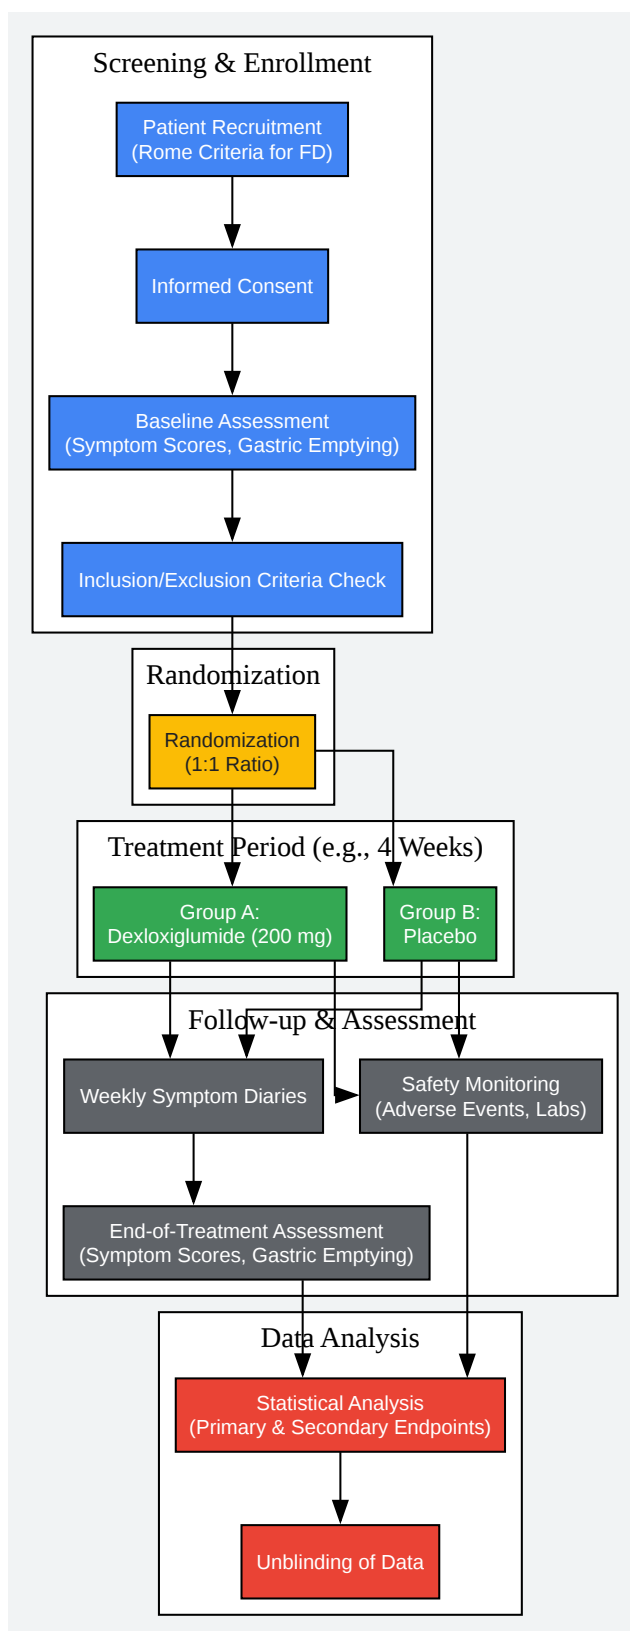 Screening & Enrollment
Patient Recruitment
(Rome Criteria for FD)
Informed Consent
Baseline Assessment
(Symptom Scores, Gastric Emptying)
Inclusion/Exclusion Criteria Check
Randomization
Randomization
(1:1 Ratio)
Treatment Period (e.g., 4 Weeks)
Group A:
Dexloxiglumide (200 mg)
Group B:
Placebo
Follow-up & Assessment
Weekly Symptom Diaries
Safety Monitoring
(Adverse Events, Labs)
End-of-Treatment Assessment
(Symptom Scores, Gastric Emptying)
Data Analysis
Statistical Analysis
(Primary & Secondary Endpoints)
Unblinding of Data